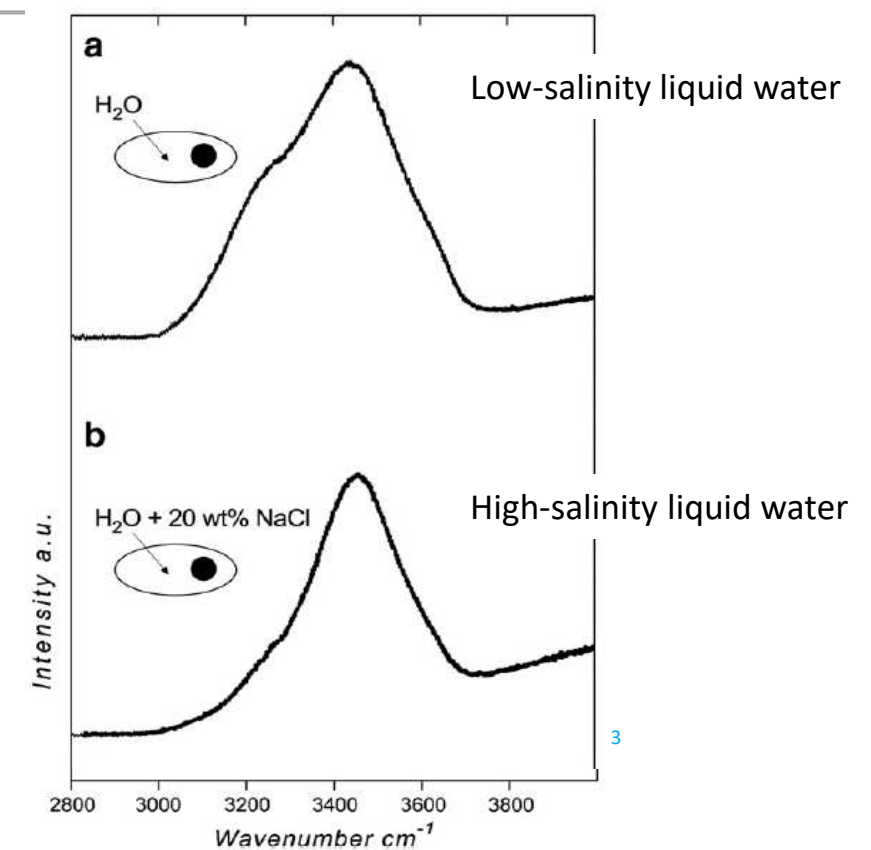 a
Low-salinity liquid water
H₂O
b
High-salinity liquid water
H₂O + 20 wt% NaCl
Intensity a.u.
3
2800 3000 3200 3400 3600 3800
Wavenumber cm⁻¹